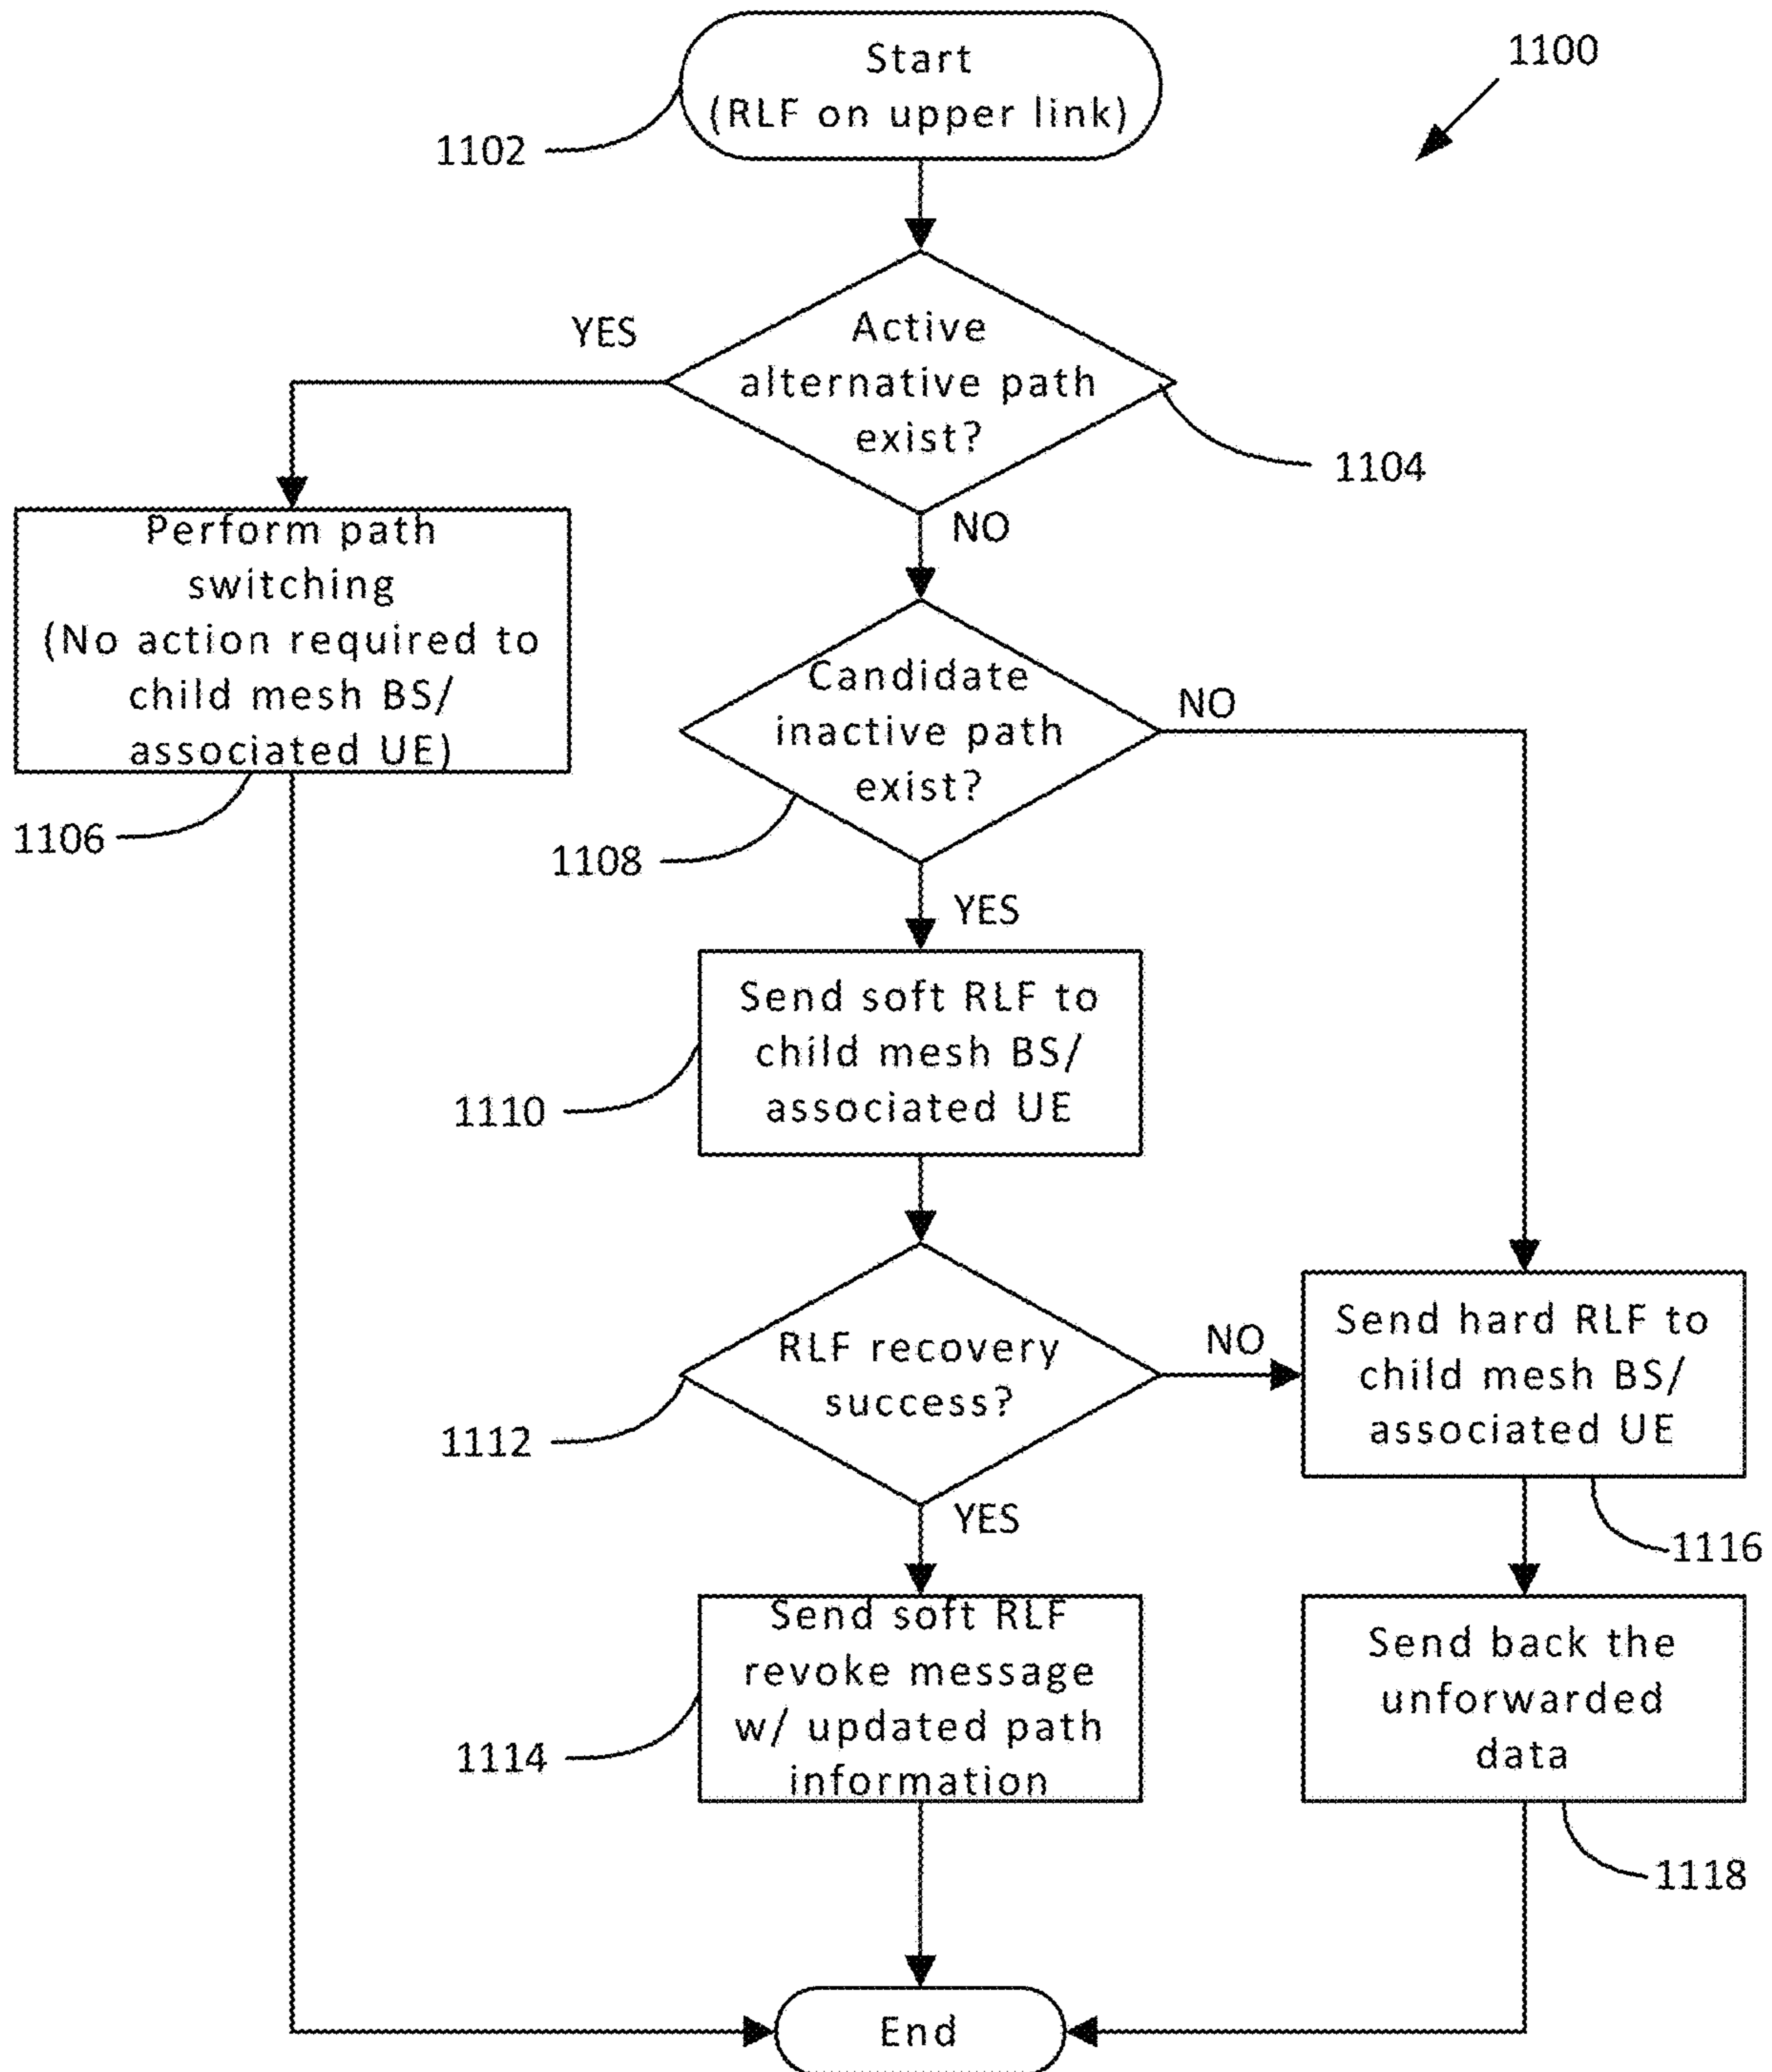 1100
Start
(RLF on upper link)
1102
Active
alternative path
exist?
YES
1104
NO
Perform path
switching
(No action required to
child mesh BS/
associated UE)
1106
Candidate
inactive path
exist?
NO
1108
YES
Send soft RLF to
child mesh BS/
associated UE
1110
RLF recovery
success?
NO
1112
YES
Send hard RLF to
child mesh BS/
associated UE
1116
Send soft RLF
revoke message
w/ updated path
information
1114
Send back the
unforwarded
data
1118
End